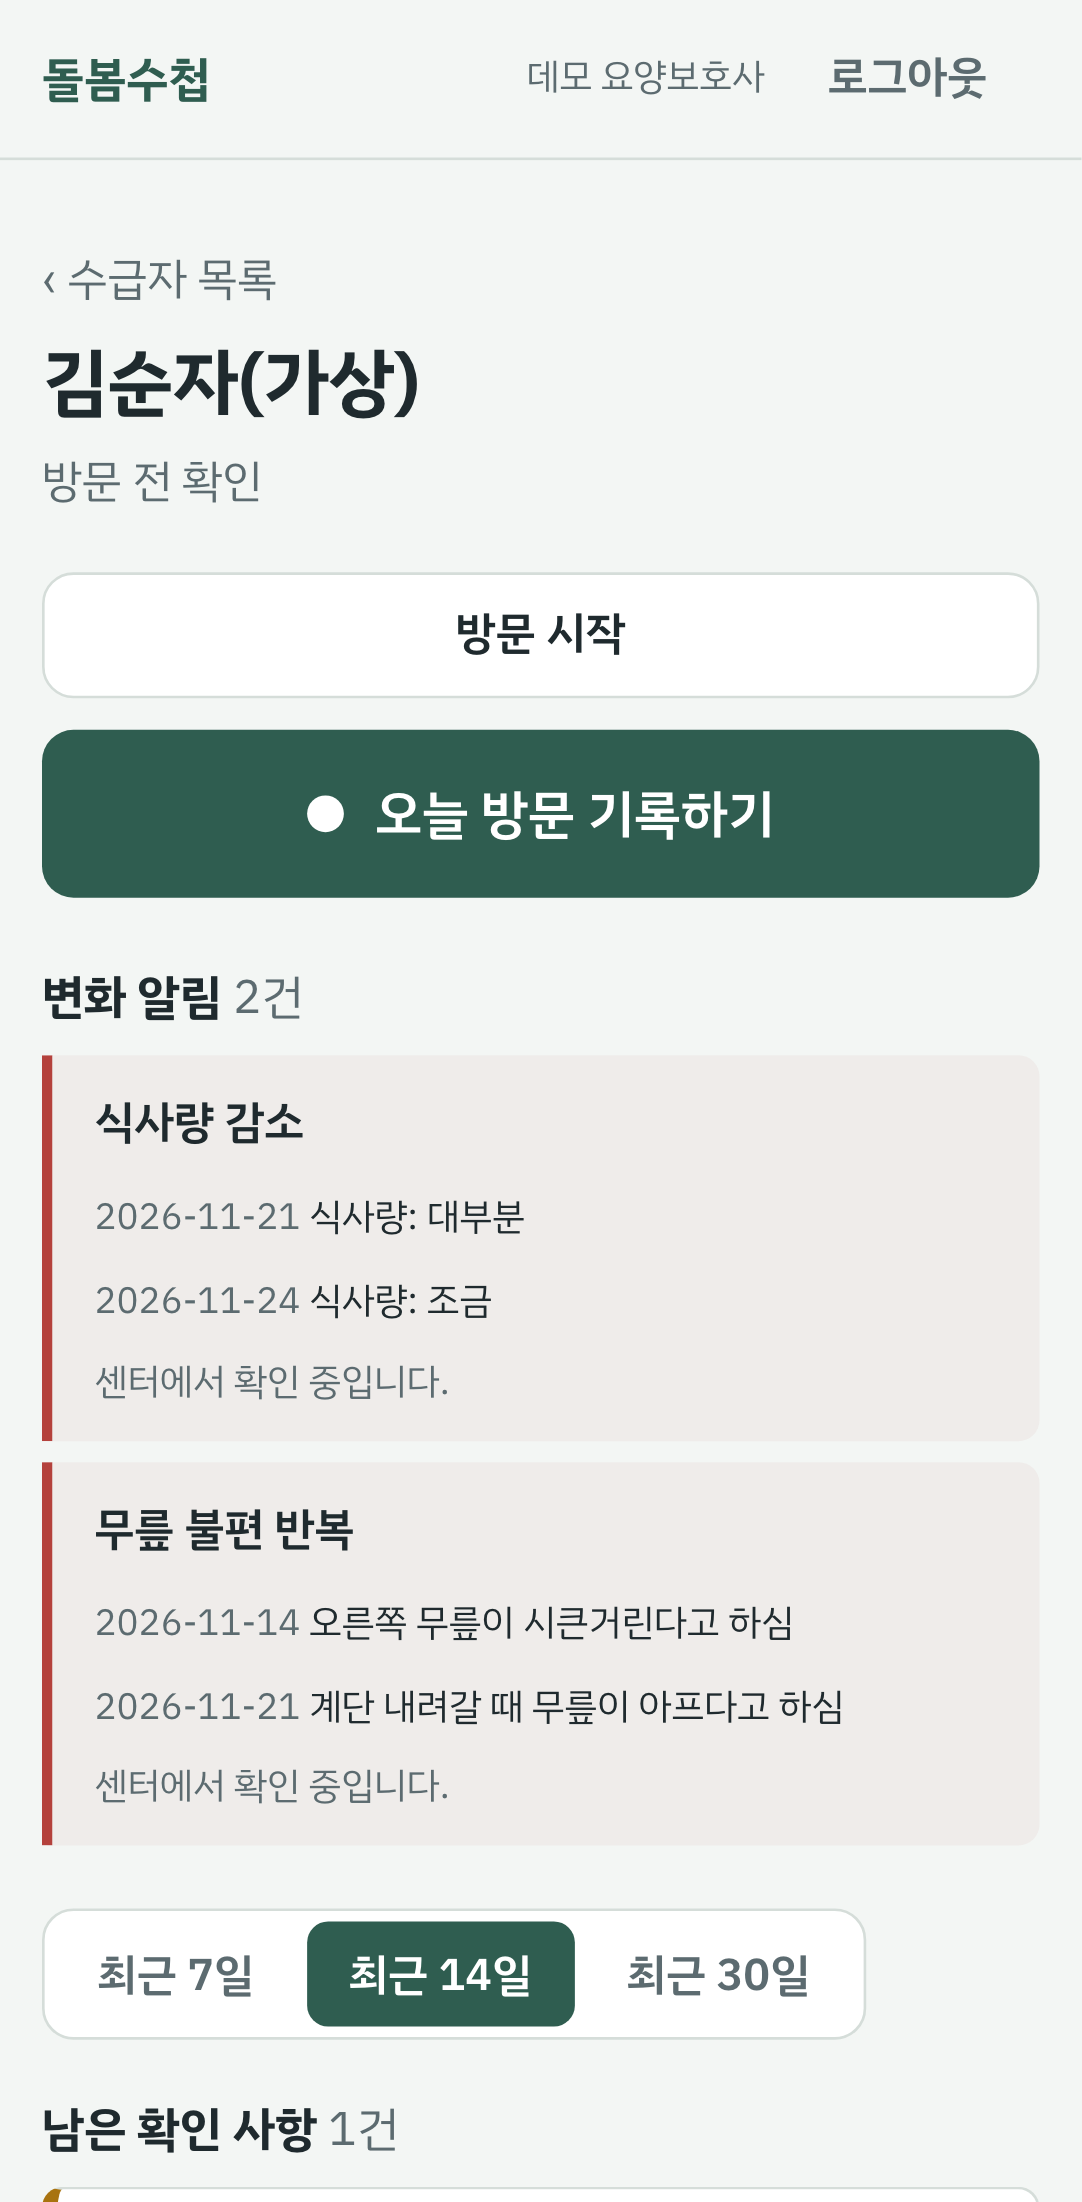 돌봄수첩
데모 요양보호사
로그아웃
‹ 수급자 목록
김순자(가상)
방문 전 확인
방문 시작
오늘 방문 기록하기
변화 알림 2건
식사량 감소
2026-11-21 식사량: 대부분
2026-11-24 식사량: 조금
센터에서 확인 중입니다.
무릎 불편 반복
2026-11-14 오른쪽 무릎이 시큰거린다고 하심
2026-11-21 계단 내려갈 때 무릎이 아프다고 하심
센터에서 확인 중입니다.
최근 7일
최근 14일
최근 30일
남은 확인 사항 1건